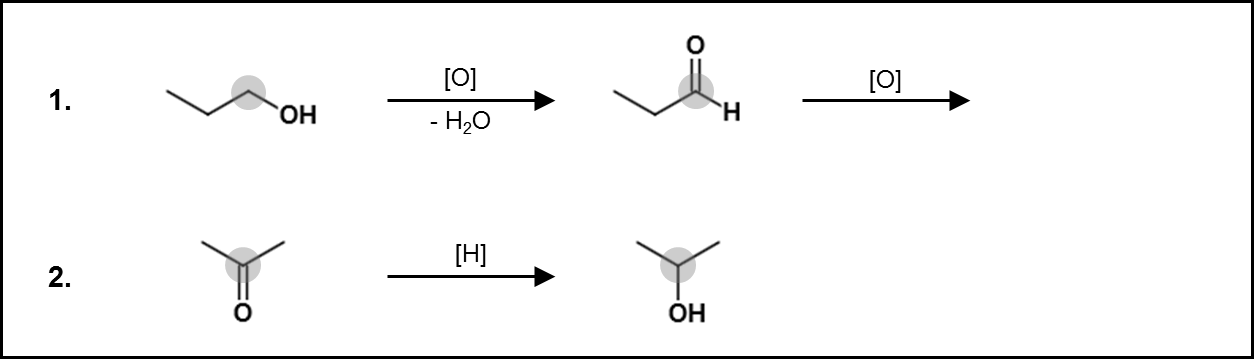 1.
OH
[O]
- H₂O
O
H
[O]
2.
O
[H]
OH